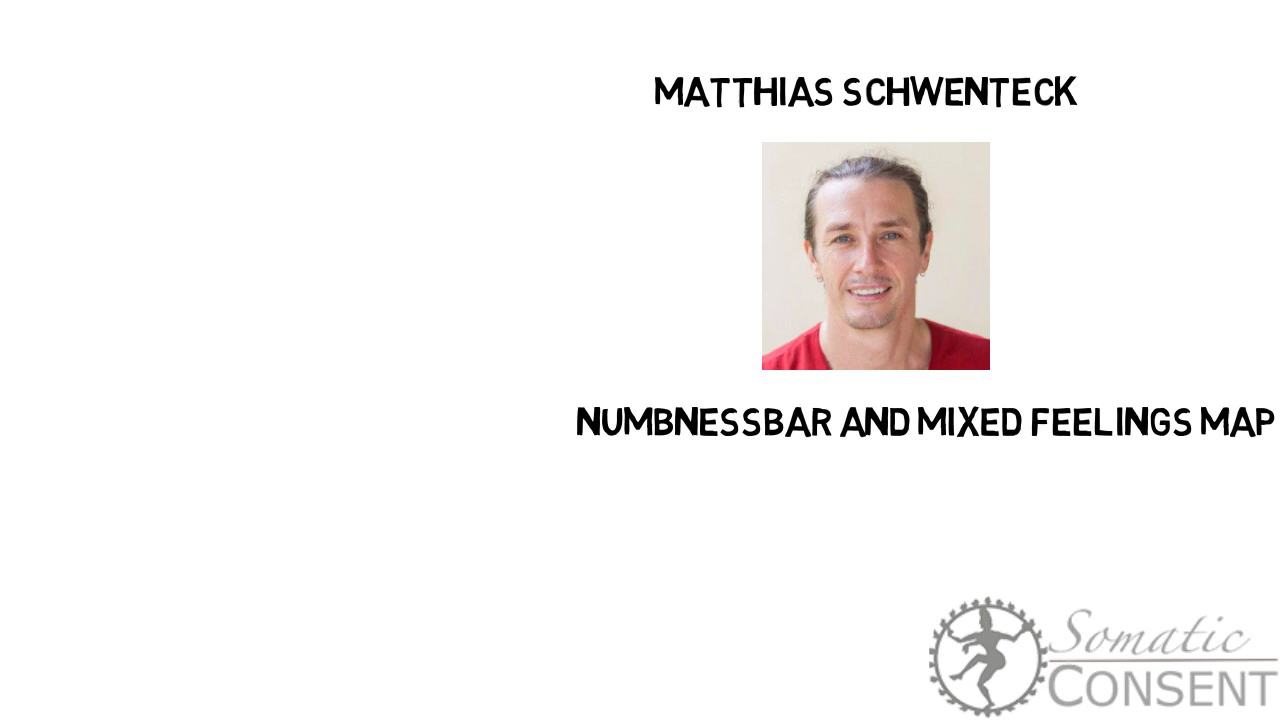 MATTHIAS SCHWENTECK
NUMBNESSBAR AND MIXED FEELINGS MAP
Somatic
CONSENT